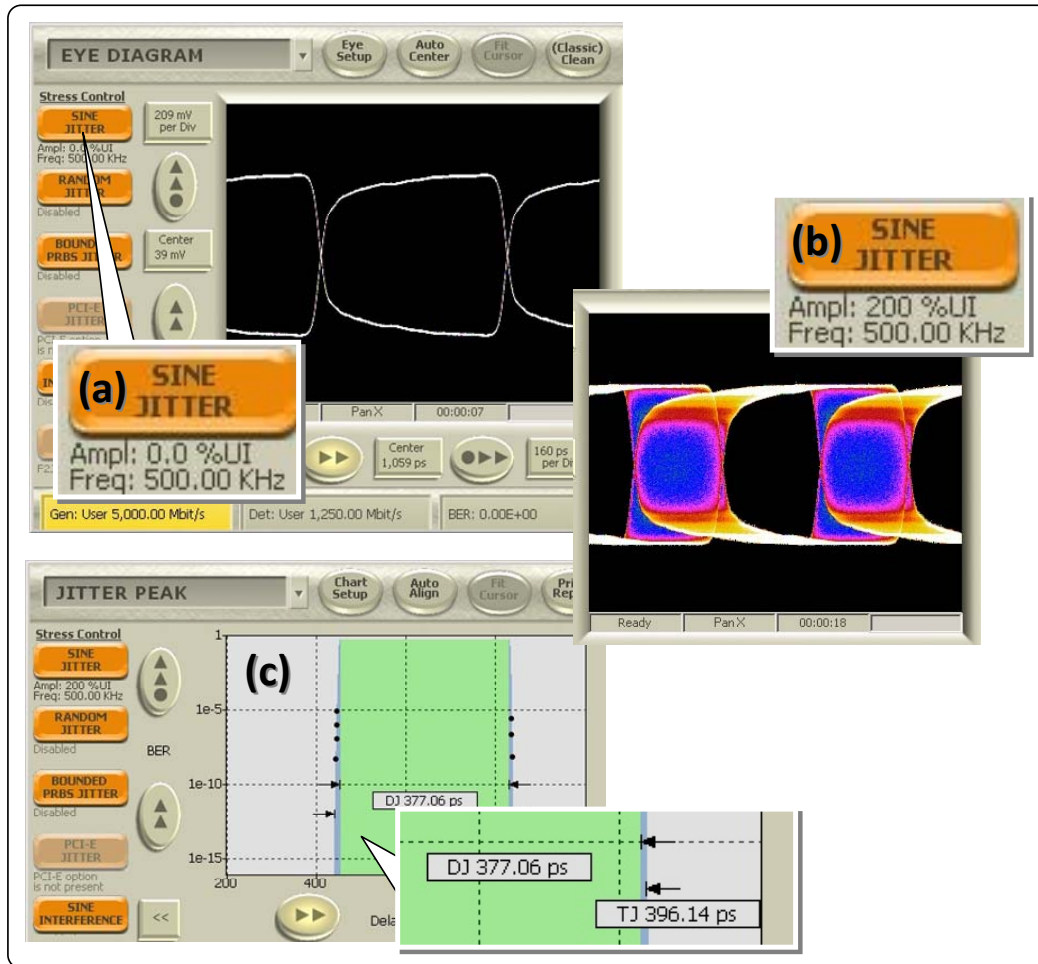 EYE DIAGRAM
Eye
Setup
Auto
Center
Fit
Cursor
(Classic)
Clean
Stress Control
SINE
JITTER
Ampl: 0.0 %UI
Freq: 500.00 KHz
RANDOM
JITTER
Disabled
BOUNDED
PRBS JITTER
Disabled
PCI-E
JITTER
209 mV
per Div
Center
39 mV
(a)
SINE
JITTER
Ampl: 0.0 %UI
Freq: 500.00 KHz
Pan X
00:00:07
Center
1,059 ps
160 ps
Gen: User 5,000.00 Mbit/s
Det: User 1,250.00 Mbit/s
BER: 0.00E+00
(b)
SINE
JITTER
Ampl: 200 %UI
Freq: 500.00 KHz
Ready
Pan X
00:00:18
JITTER PEAK
Chart
Setup
Auto
Align
Fit
Cursor
Stress Control
SINE
JITTER
Ampl: 200 %UI
Freq: 500.00 KHz
RANDOM
JITTER
Disabled
BOUNDED
PRBS JITTER
Disabled
PCI-E
JITTER
PCI-E option
is not present
SINE
INTERFERENCE
<<
BER
1
1e-5
1e-10
1e-15
200
400
(c)
DJ 377.06 ps
DJ 377.06 ps
TJ 396.14 ps